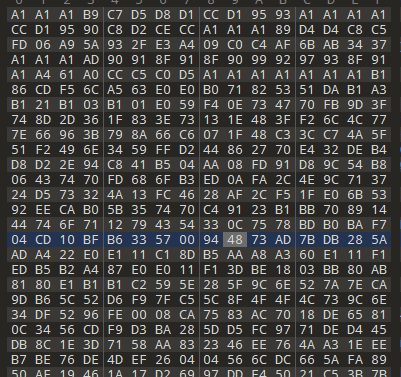 A1 A1 A1 B9 C7 D5 D8 D1 CC D1 95 93 A1 A1 A1 A1
CC D1 95 90 C8 D2 CE CC A1 A1 A1 89 D4 D4 C8 C5
FD 06 A9 5A 93 2F E3 A4 09 C0 C4 AF 6B AB 34 37
A1 A1 A1 AD 90 91 8F 91 8F 90 99 92 97 93 8F 91
A1 A4 61 A0 CC C5 C0 D5 A1 A1 A1 A1 A1 A1 A1 B1
86 CD F5 6C A5 63 E0 E0 B0 71 82 53 51 DA B1 A3
B1 21 B1 03 B1 01 E0 59 F4 0E 73 47 70 FB 9D 3F
74 8D 2D 36 1F 83 3E 73 13 1E 48 3F F2 6C 4C 77
7E 66 96 3B 79 8A 66 C6 07 1F 48 C3 3C C7 4A 5F
51 F2 49 6E 34 59 FF D2 44 86 27 70 E4 32 DE B4
D8 D2 2E 94 C8 41 B5 04 AA 08 FD 91 D8 9C 54 B8
06 43 74 70 FD 68 6F B3 ED 0A FA 2C 4E 9C 71 37
24 D5 73 32 4A 13 FC 46 28 AF 2C F5 1F E0 6B 53
92 EE CA B0 5B 35 74 70 C4 91 23 B1 BB 70 89 14
44 74 6F 71 12 79 43 54 33 0C 75 78 BD B0 BA F7
04 CD 10 BF B6 33 57 00 94 48 73 AD 7B DB 28 5A
AD A4 22 E0 E1 11 C1 8D B5 AA A8 A3 60 E1 11 F1
ED B5 B2 A4 87 E0 E0 11 F1 3D BE 18 03 BB 80 AB
81 80 E1 B1 B1 C2 59 5E 28 5F 9C 6E 52 7A 7E CA
9D B6 5C 52 D6 F9 7F C5 5C 8F 4F 4F 4C 73 9C 6E
34 DF 52 96 FE 00 08 CA 75 83 AC 70 18 DE 65 81
0C 34 56 CD F9 D3 BA 28 5D D5 FC 97 71 DE D4 45
DB 8C 1E 3D 71 58 AA 83 23 46 EE 76 4A A3 1E EE
B7 BE 76 DE 4D EF 26 04 04 56 6C DC 66 5A FA 89